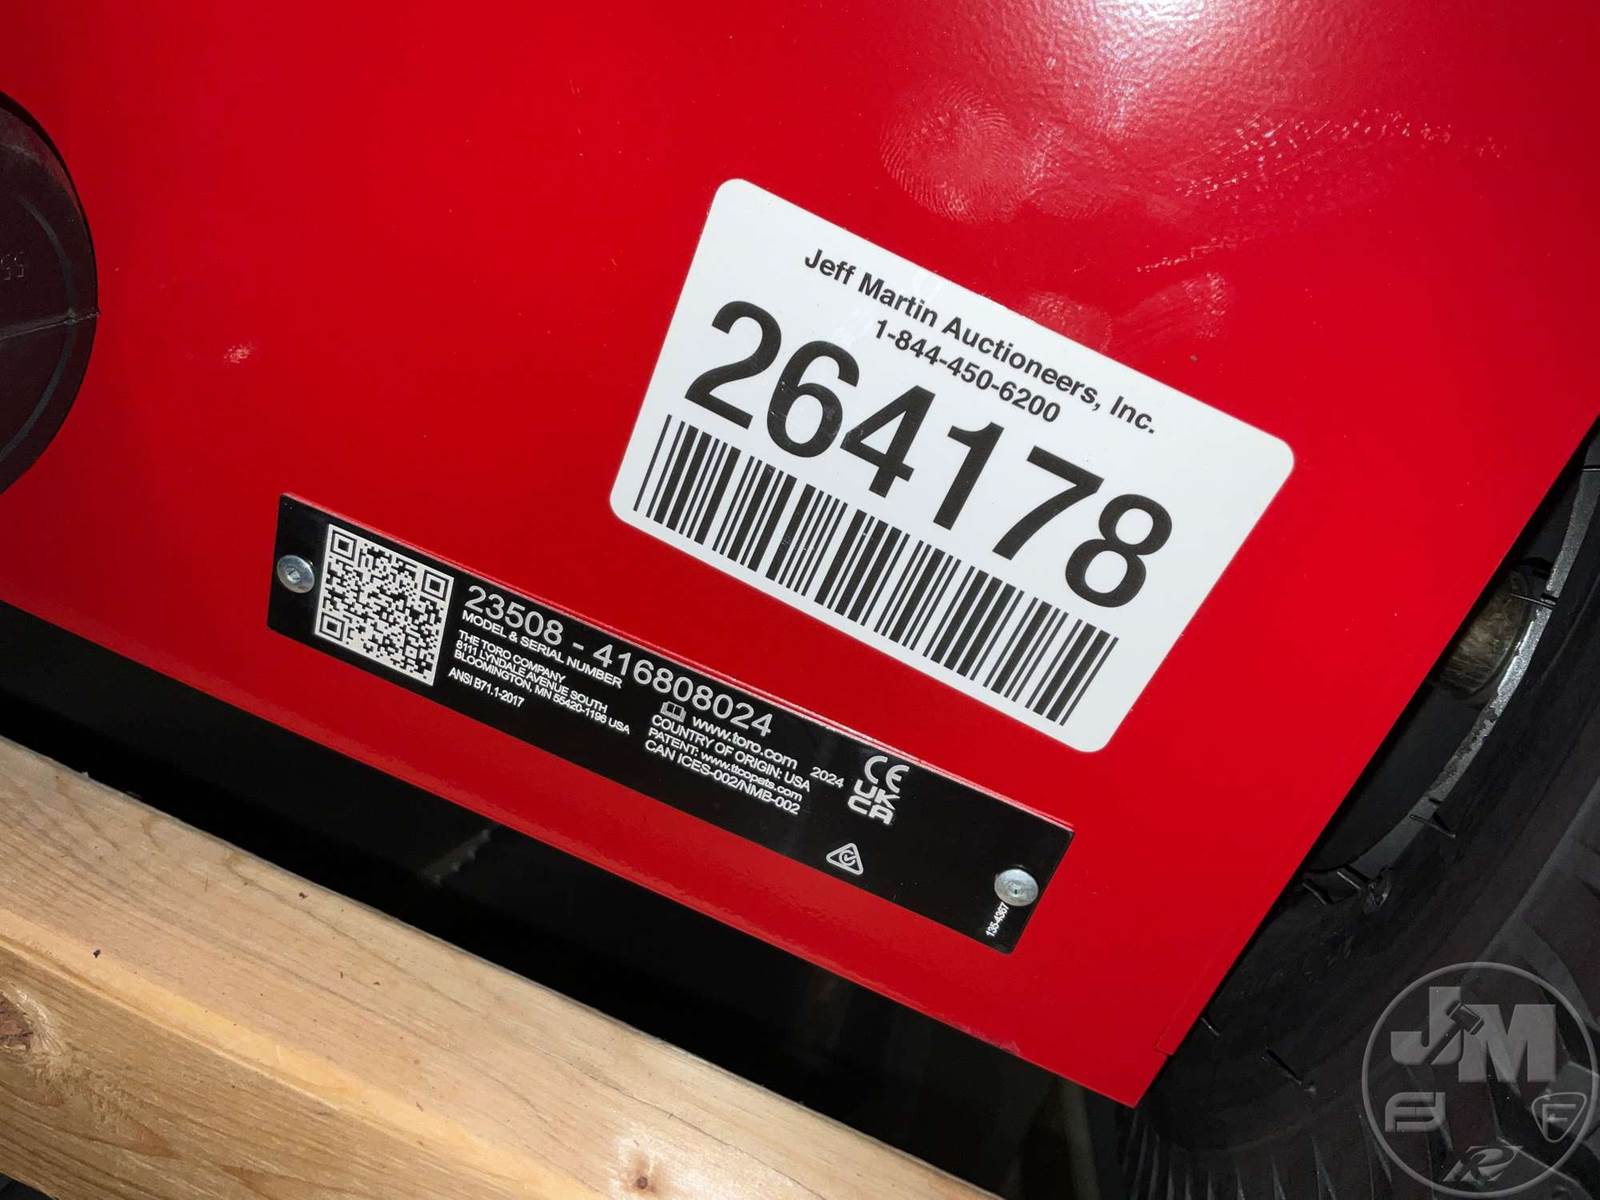 Jeff Martin Auctioneers, Inc.
1-844-450-6200
264178
23508 - 416808024
MODEL & SERIAL NUMBER
THE TORO COMPANY
8111 LYNDALE AVENUE SOUTH
BLOOMINGTON, MN 55420-1196 USA
ANSI B71.1-2017
www.toro.com
COUNTRY OF ORIGIN: USA
PATENT: www.ttcopats.com
CAN ICES-002/NMB-002
2024
CE
UK
CA
135-4367
JM